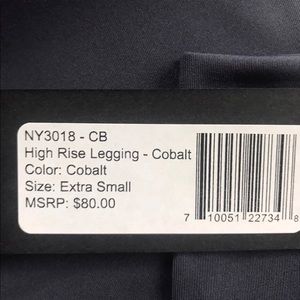 NY3018 - CB
High Rise Legging - Cobalt
Color: Cobalt
Size: Extra Small
MSRP: $80.00
7 10051 22734 8